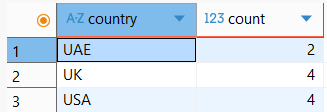 A-Z country 123 count
1 UAE 2
2 UK 4
3 USA 4